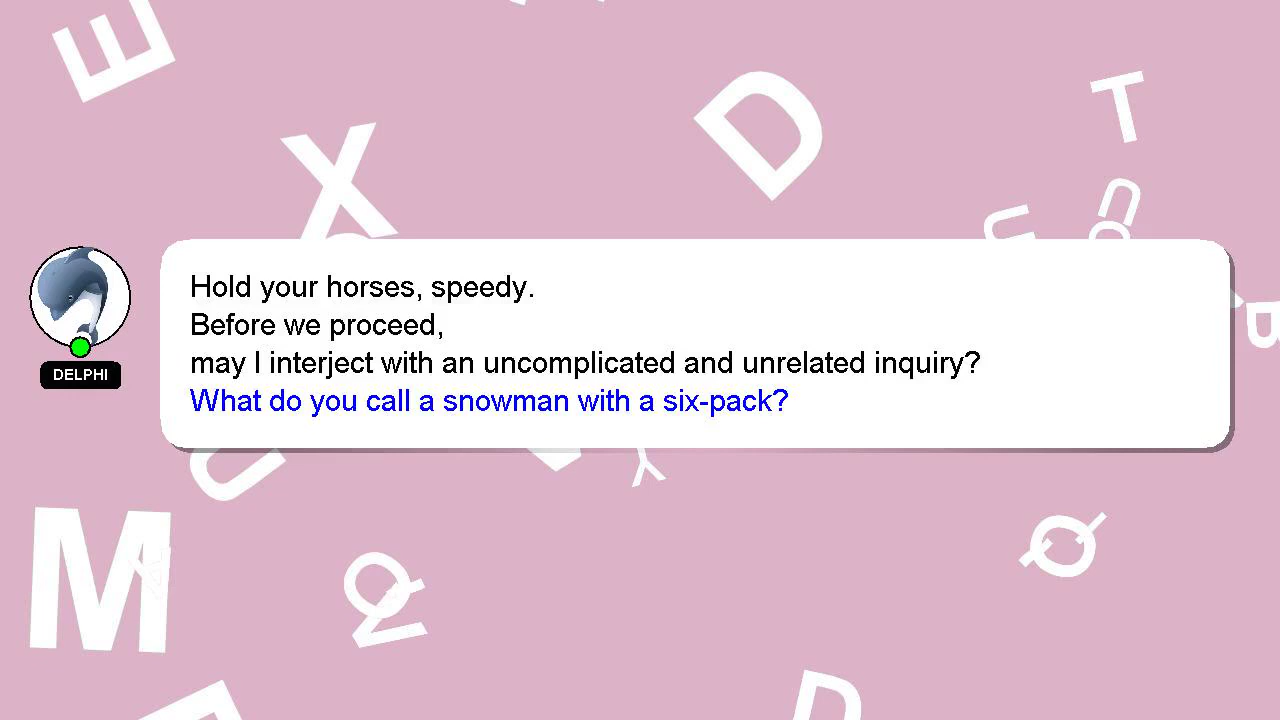 Hold your horses, speedy.
Before we proceed,
may I interject with an uncomplicated and unrelated inquiry?
What do you call a snowman with a six-pack?
DELPHI
E
X
D
T
U
U
B
U
Y
M
Q
D